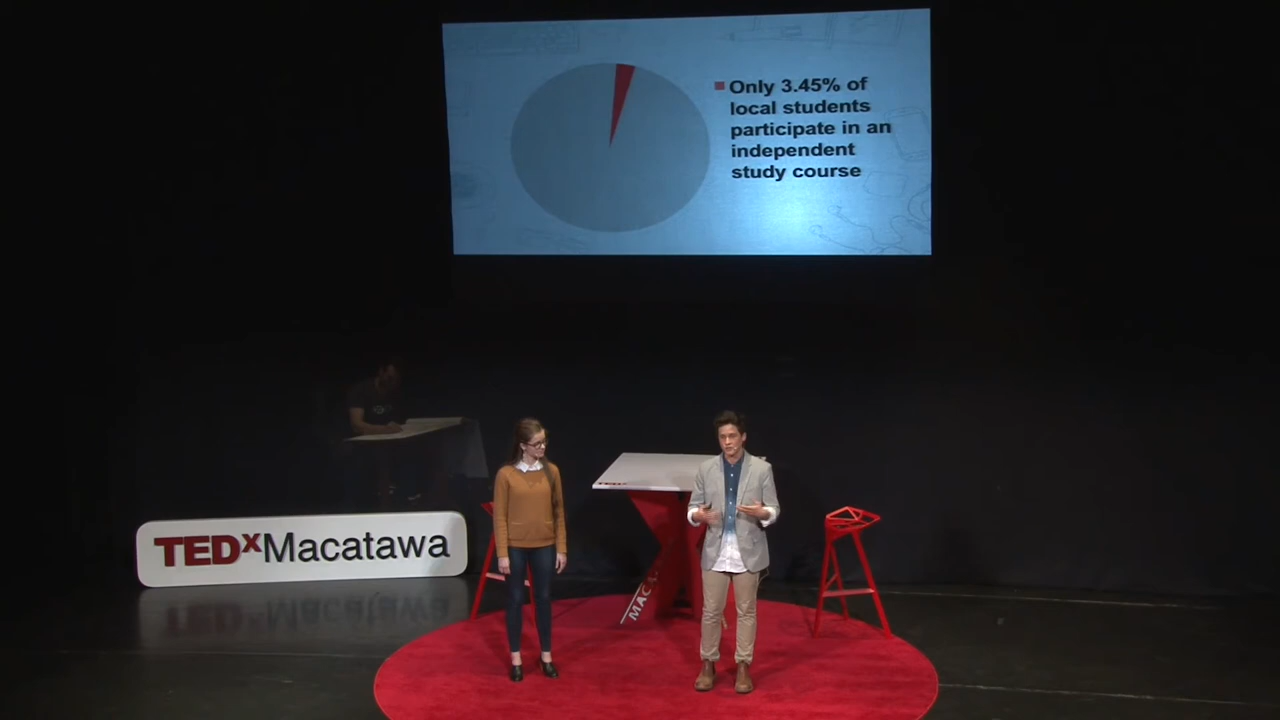 Only 3.45% of
local students
participate in an
independent
study course
TEDxMacatawa